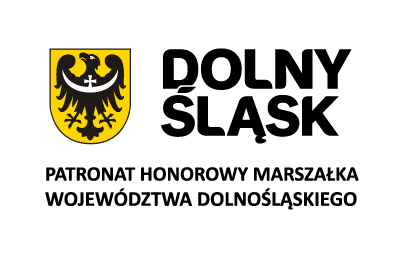 DOLNY
ŚLĄSK
PATRONAT HONOROWY MARSZAŁKA
WOJEWÓDZTWA DOLNOŚLĄSKIEGO